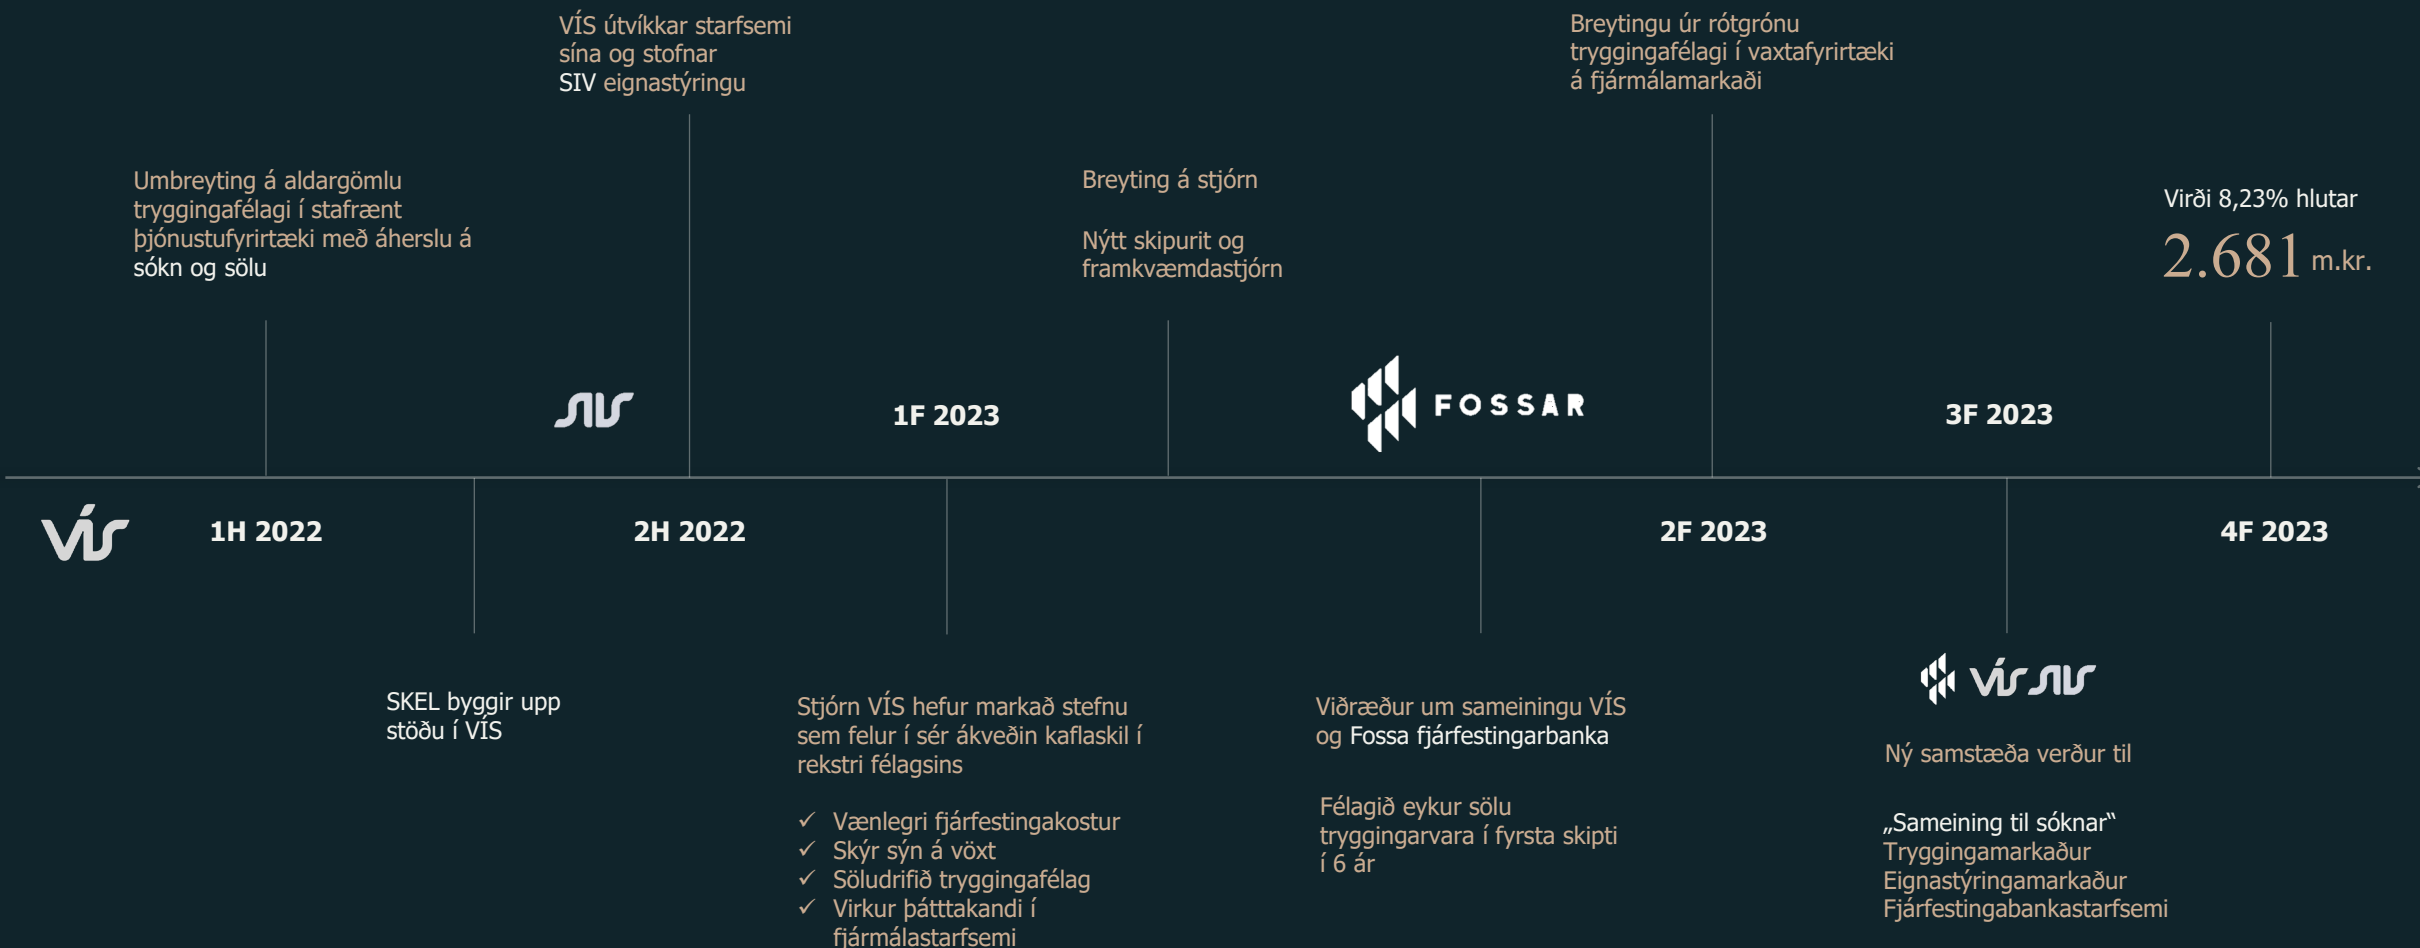 VÍS útvíkkar starfsemi
sína og stofnar
SIV eignastýringu
Breytingu úr rótgrónu
tryggingafélagi í vaxtafyrirtæki
á fjármálamarkaði
Umbreyting á aldargömlu
tryggingafélagi í stafrænt
þjónustufyrirtæki með áherslu á
sókn og sölu
Breyting á stjórn
Nýtt skipurit og
framkvæmdastjórn
Virði 8,23% hlutar
2.681 m.kr.
SIV
1F 2023
FOSSAR
3F 2023
VÍS
1H 2022
2H 2022
2F 2023
4F 2023
SKEL byggir upp
stöðu í VÍS
Stjórn VÍS hefur markað stefnu
sem felur í sér ákveðin kaflaskil í
rekstri félagsins
✓ Vænlegri fjárfestingakostur
✓ Skýr sýn á vöxt
✓ Söludrifið tryggingafélag
✓ Virkur þátttakandi í
fjármálastarfsemi
Viðræður um sameiningu VÍS
og Fossa fjárfestingarbanka
Félagið eykur sölu
tryggingarvara í fyrsta skipti
í 6 ár
VÍS SIV
Ný samstæða verður til
„Sameining til sóknar“
Tryggingamarkaður
Eignastýringamarkaður
Fjárfestingabankastarfsemi